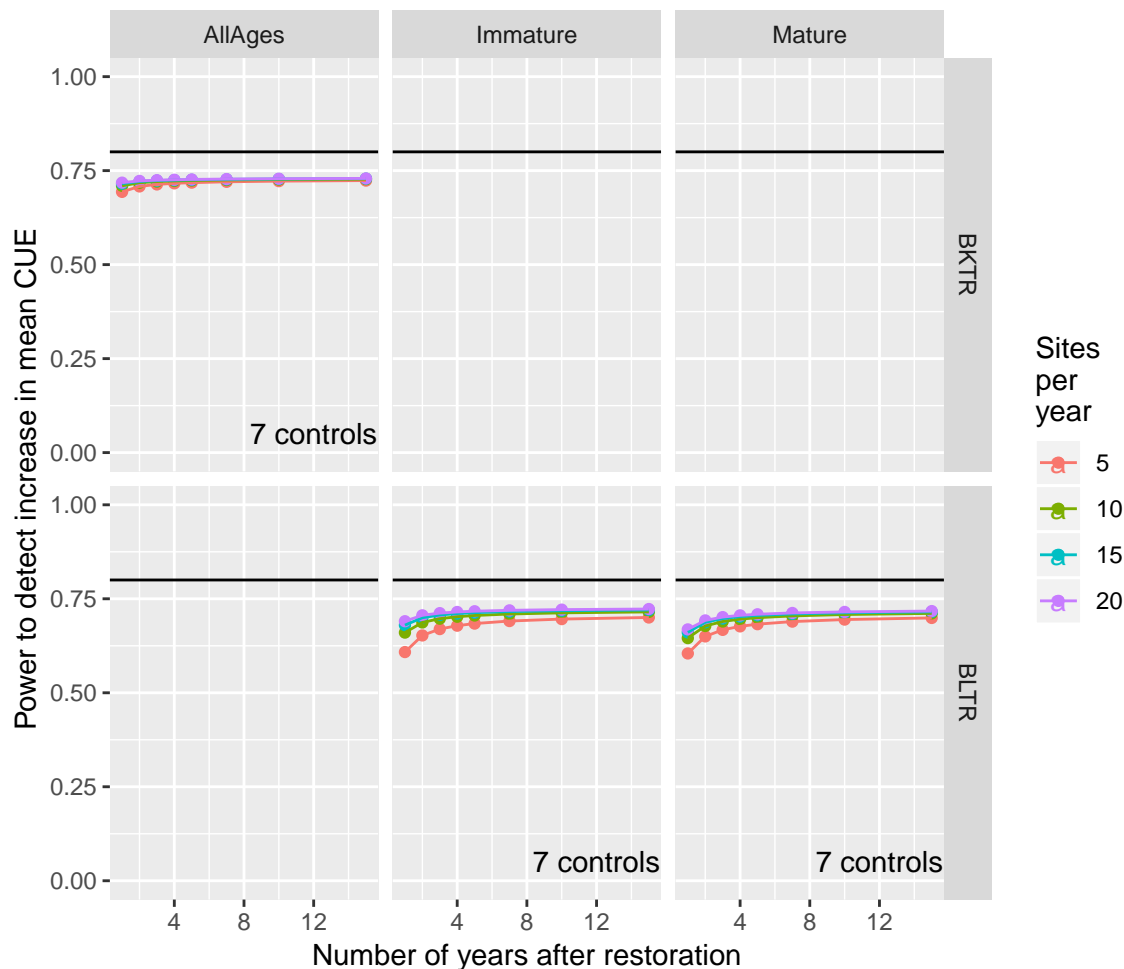 AllAges
Immature
Mature
Power to detect increase in mean CUE
1.00
0.75
0.50
0.25
0.00
7 controls
BKTR
1.00
0.75
0.50
0.25
0.00
7 controls
7 controls
BLTR
4
8
12
4
8
12
4
8
12
Number of years after restoration
Sites
per
year
a 5
a 10
a 15
a 20